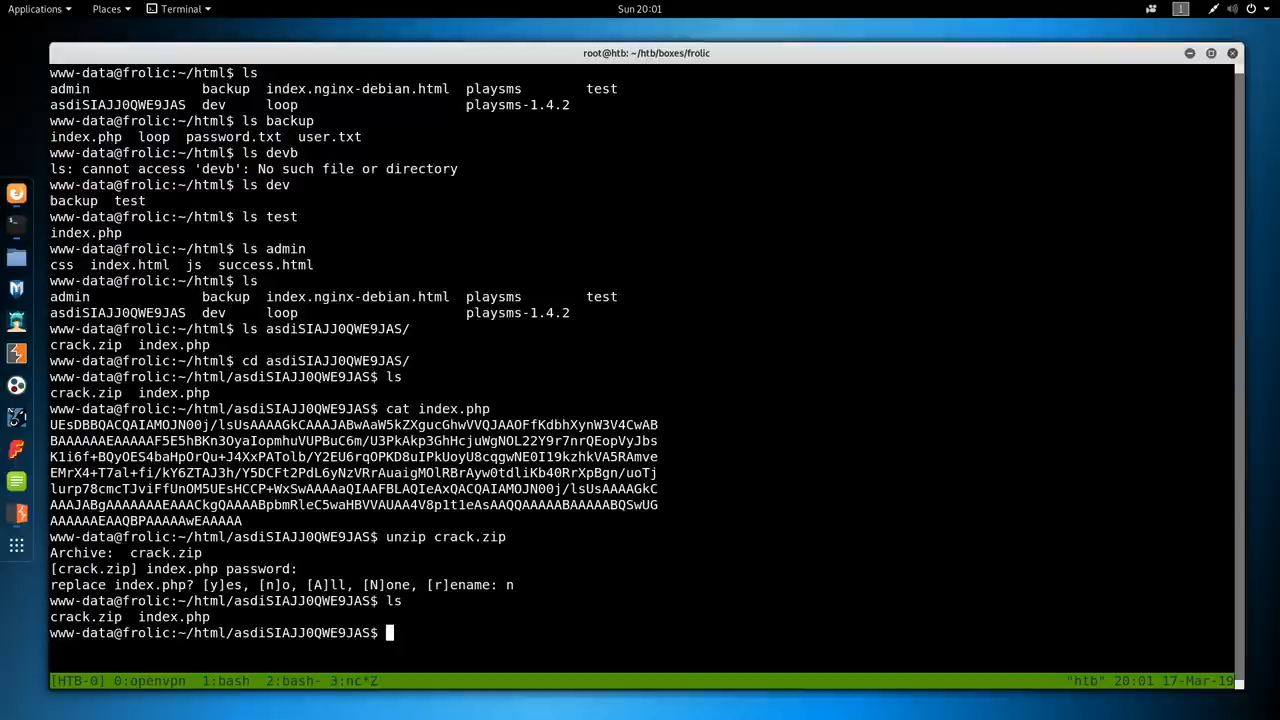 Applications Places Terminal Sun 20:01 1
root@htb: ~/htb/boxes/frolic
www-data@frolic:~/html$ ls
admin backup index.nginx-debian.html playsms test
asdiSIAJJ0QWE9JAS dev loop playsms-1.4.2
www-data@frolic:~/html$ ls backup
index.php loop password.txt user.txt
www-data@frolic:~/html$ ls devb
ls: cannot access 'devb': No such file or directory
www-data@frolic:~/html$ ls dev
backup test
www-data@frolic:~/html$ ls test
index.php
www-data@frolic:~/html$ ls admin
css index.html js success.html
www-data@frolic:~/html$ ls
admin backup index.nginx-debian.html playsms test
asdiSIAJJ0QWE9JAS dev loop playsms-1.4.2
www-data@frolic:~/html$ ls asdiSIAJJ0QWE9JAS/
crack.zip index.php
www-data@frolic:~/html$ cd asdiSIAJJ0QWE9JAS/
www-data@frolic:~/html/asdiSIAJJ0QWE9JAS$ ls
crack.zip index.php
www-data@frolic:~/html/asdiSIAJJ0QWE9JAS$ cat index.php
UEsDBBQACQAIAMOJN00j/lsUsAAAAGkCAAAJABwAaW5kZXgucGhwVVQJAAOFfKdbhXynW3V4CwAB
BAAAAAAEAAAAAF5E5hBKn3OyaIopmhuVUPBuC6m/U3PkAkp3GhHcjuWgNOL22Y9r7nrQEopVyJbs
K1i6f+BQyOES4baHpOrQu+J4XxPATolb/Y2EU6rqOPKD8uIPkUoyU8cqgwNE0I19kzhkVA5RAmve
EMrX4+T7al+fi/kY6ZTAJ3h/Y5DCFt2PdL6yNzVRrAuaigMOlRBrAyw0tdliKb40RrXpBgn/uoTj
lurp78cmcTJviFfUnOM5UEsHCCP+WxSwAAAAaQIAAFBLAQIeAxQACQAIAMOJN00j/lsUsAAAAGkC
AAAJABgAAAAAAAEAAACkgQAAAABpbmRleC5waHBVVAUAA4V8p1t1eAsAAQQAAAAABAAAAABQSwUG
AAAAAAEAAQBPAAAAAwEAAAAA
www-data@frolic:~/html/asdiSIAJJ0QWE9JAS$ unzip crack.zip
Archive: crack.zip
[crack.zip] index.php password:
replace index.php? [y]es, [n]o, [A]ll, [N]one, [r]ename: n
www-data@frolic:~/html/asdiSIAJJ0QWE9JAS$ ls
crack.zip index.php
www-data@frolic:~/html/asdiSIAJJ0QWE9JAS$
[HTB-0] 0:openvpn 1:bash 2:bash- 3:nc*Z "htb" 20:01 17-Mar-19